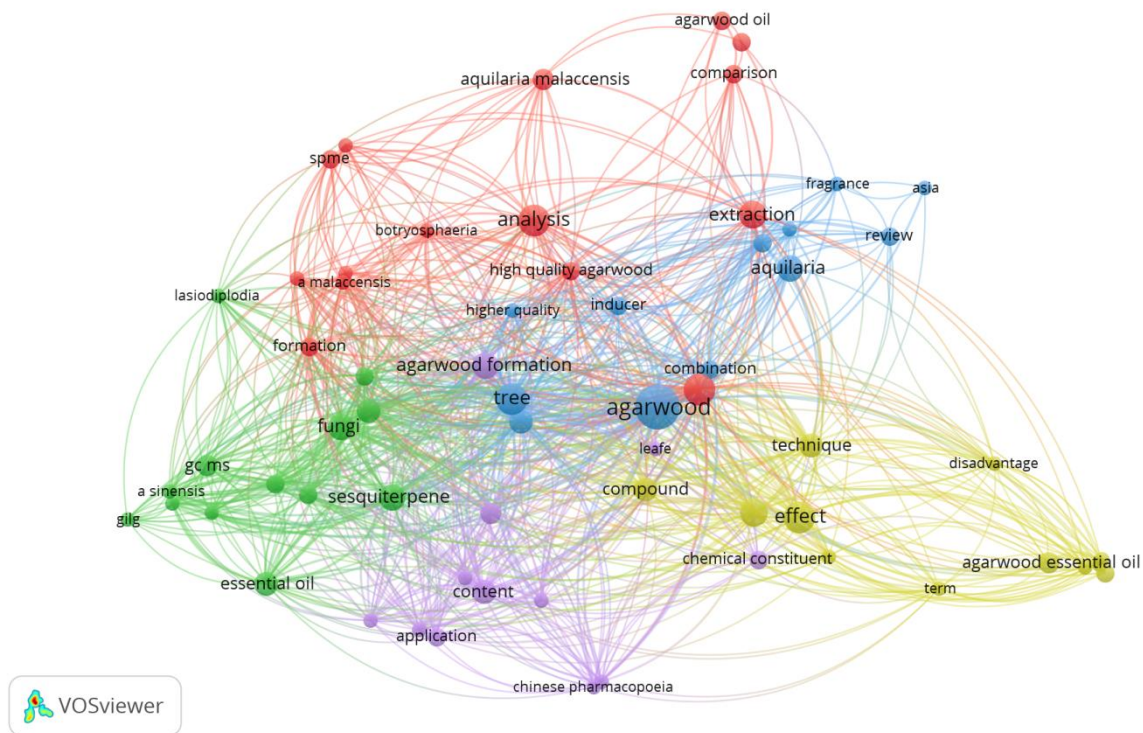 agarwood oil
comparison
aquilaria malaccensis
spme
fragrance
asia
analysis
extraction
botryosphaeria
review
high quality agarwood
aquilaria
a malaccensis
lasiodiplodia
higher quality
inducer
formation
agarwood formation
combination
tree
agarwood
fungi
leafe
technique
gc ms
disadvantage
a sinensis
sesquiterpene
compound
gilg
effect
chemical constituent
agarwood essential oil
essential oil
content
term
application
chinese pharmacopoeia
VOSviewer